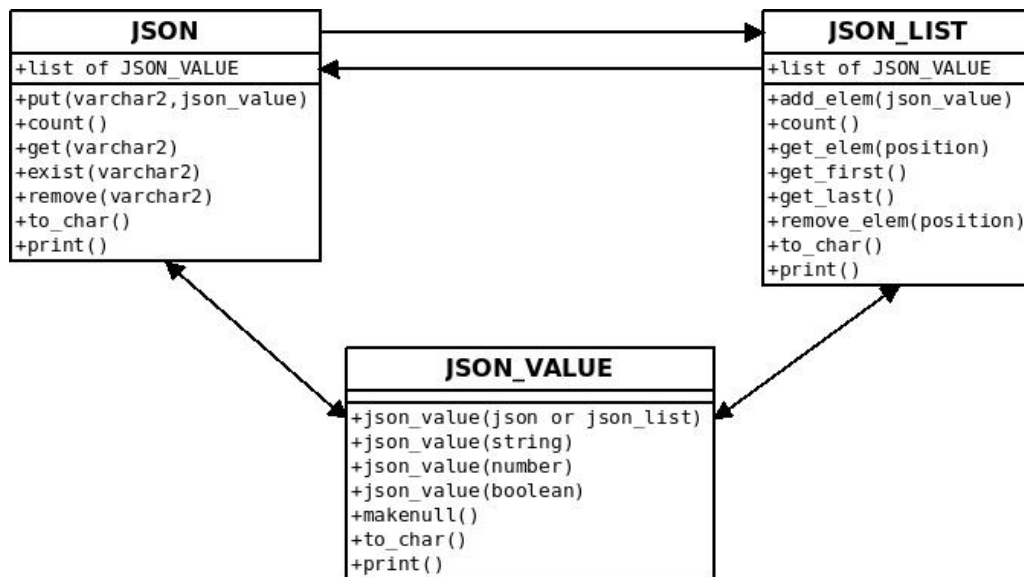 JSON
+list of JSON_VALUE
+put(varchar2,json_value)
+count()
+get(varchar2)
+exist(varchar2)
+remove(varchar2)
+to_char()
+print()
JSON_LIST
+list of JSON_VALUE
+add_elem(json_value)
+count()
+get_elem(position)
+get_first()
+get_last()
+remove_elem(position)
+to_char()
+print()
JSON_VALUE
+json_value(json or json_list)
+json_value(string)
+json_value(number)
+json_value(boolean)
+makenull()
+to_char()
+print()